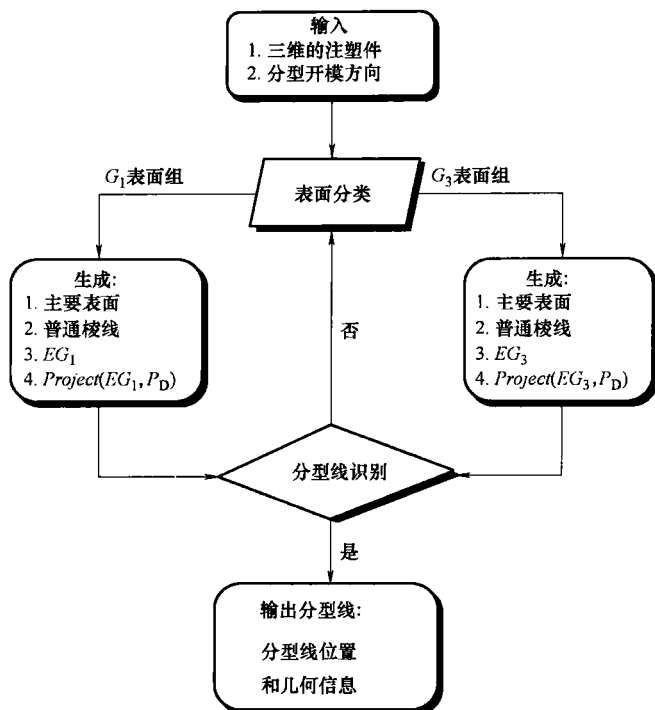 输入
1. 三维的注塑件
2. 分型开模方向
G₁表面组
G₃表面组
表面分类
生成:
1. 主要表面
2. 普通棱线
3. EG₁
4. Project(EG₁,P_D)
否
生成:
1. 主要表面
2. 普通棱线
3. EG₃
4. Project(EG₃,P_D)
分型线识别
是
输出分型线:
分型线位置
和几何信息